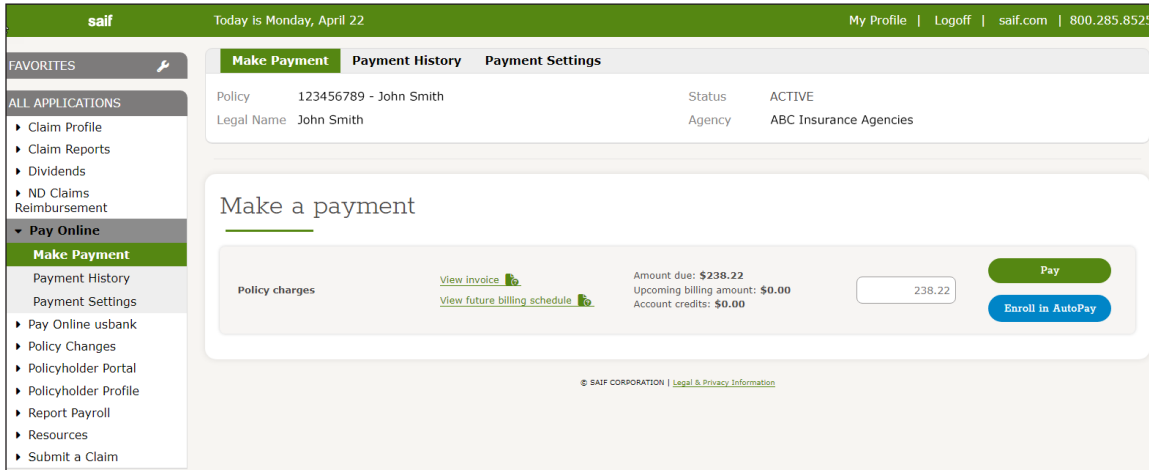 saif
Today is Monday, April 22
My Profile | Logoff | saif.com | 800.285.8525
FAVORITES
ALL APPLICATIONS
Claim Profile
Claim Reports
Dividends
ND Claims
Reimbursement
Pay Online
Make Payment
Payment History
Payment Settings
Pay Online usbank
Policy Changes
Policyholder Portal
Policyholder Profile
Report Payroll
Resources
Submit a Claim
Make Payment Payment History Payment Settings
Policy 123456789 - John Smith Status ACTIVE
Legal Name John Smith Agency ABC Insurance Agencies
Make a payment
Policy charges
View invoice
View future billing schedule
Amount due: $238.22
Upcoming billing amount: $0.00
Account credits: $0.00
238.22
Pay
Enroll in AutoPay
© SAIF CORPORATION | Legal & Privacy Information